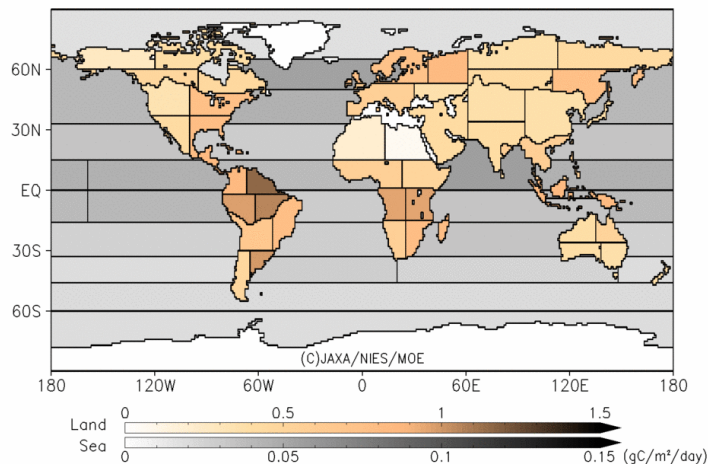 60N
30N
EQ
30S
60S
(C)JAXA/NIES/MOE
180 120W 60W 0 60E 120E 180
Land 0 0.5 1 1.5
Sea 0 0.05 0.1 0.15 (gC/m²/day)